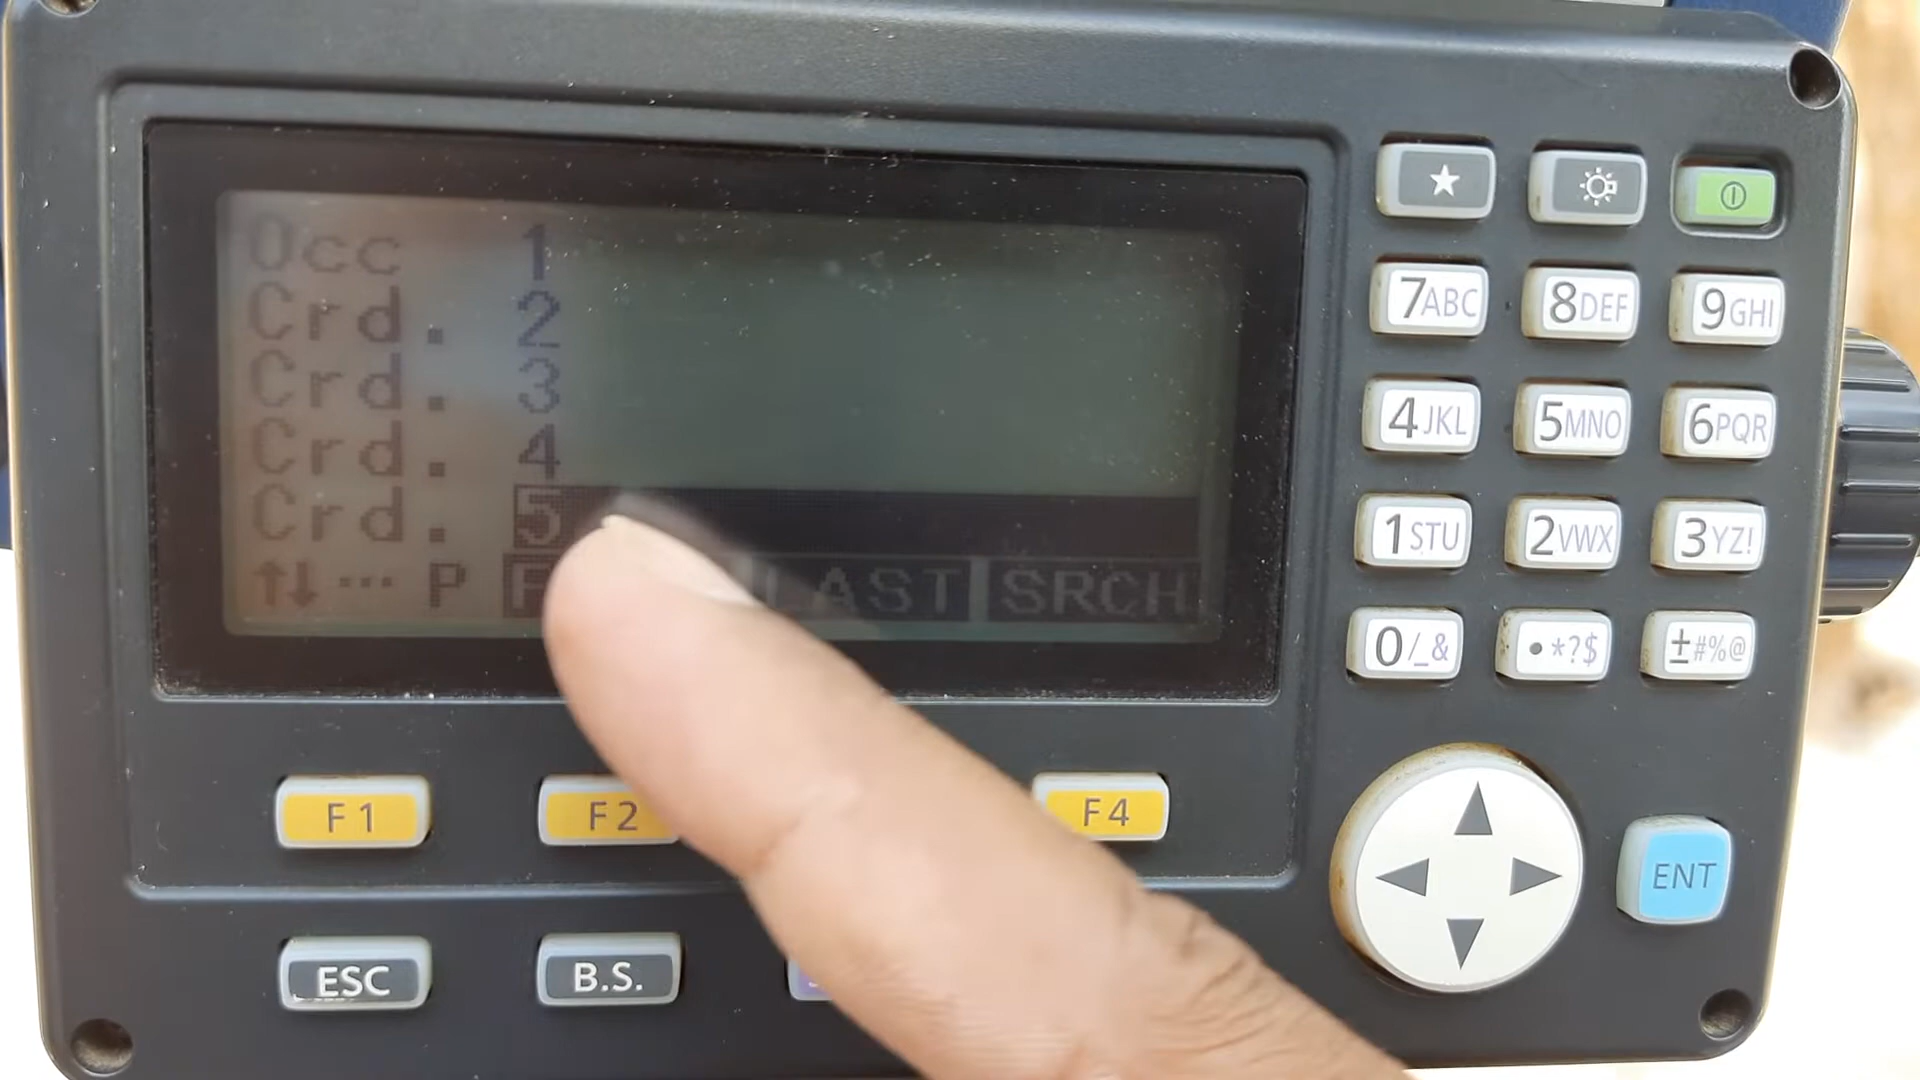 Occ 1
Crd. 2
Crd. 3
Crd. 4
Crd. 5
↑↓... P LAST SRCH
7ABC 8DEF 9GHI
4JKL 5MNO 6PQR
1STU 2VWX 3YZ!
0/_& •*?$ ±#%@
F1 F2 F4
ENT
ESC B.S.